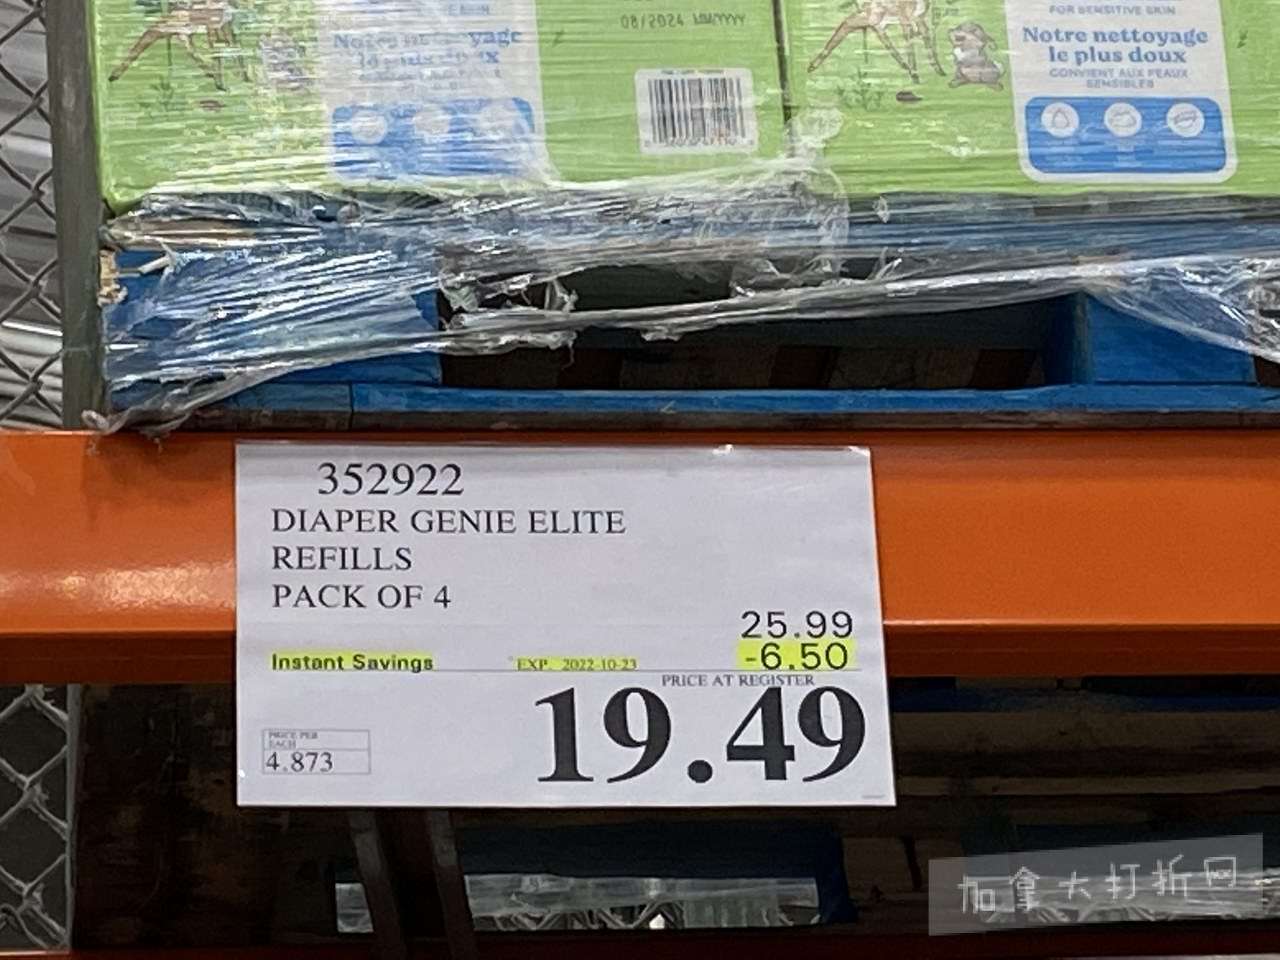 08/2024 MM/YYYY
FOR SENSITIVE SKIN
Notre nettoyage
le plus doux
CONVIENT AUX PEAUX
SENSIBLES
352922
DIAPER GENIE ELITE
REFILLS
PACK OF 4
25.99
Instant Savings EXP. 2022-10-23 -6.50
PRICE AT REGISTER
19.49
PRICE PER
EACH
4.873
加拿大打折网